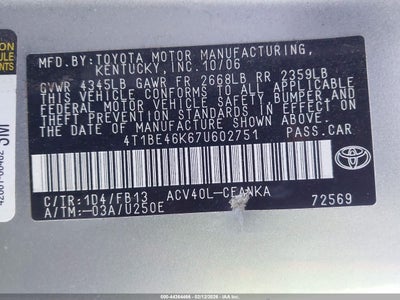 MFD.BY:TOYOTA MOTOR MANUFACTURING,
KENTUCKY, INC.10/06
GVWR 4345LB GAWR FR 2668LB RR 2359LB
THIS VEHICLE CONFORMS TO ALL APPLICABLE
FEDERAL MOTOR VEHICLE SAFETY, BUMPER AND
THEFT PREVENTION STANDARDS IN EFFECT ON
THE DATE OF MANUFACTURE SHOWN ABOVE.
4T1BE46K67U602751 PASS.CAR
C/TR:1D4/FB13 ACV40L-CEANKA
A/TM:-03A/U250E 72569
TOYOTA